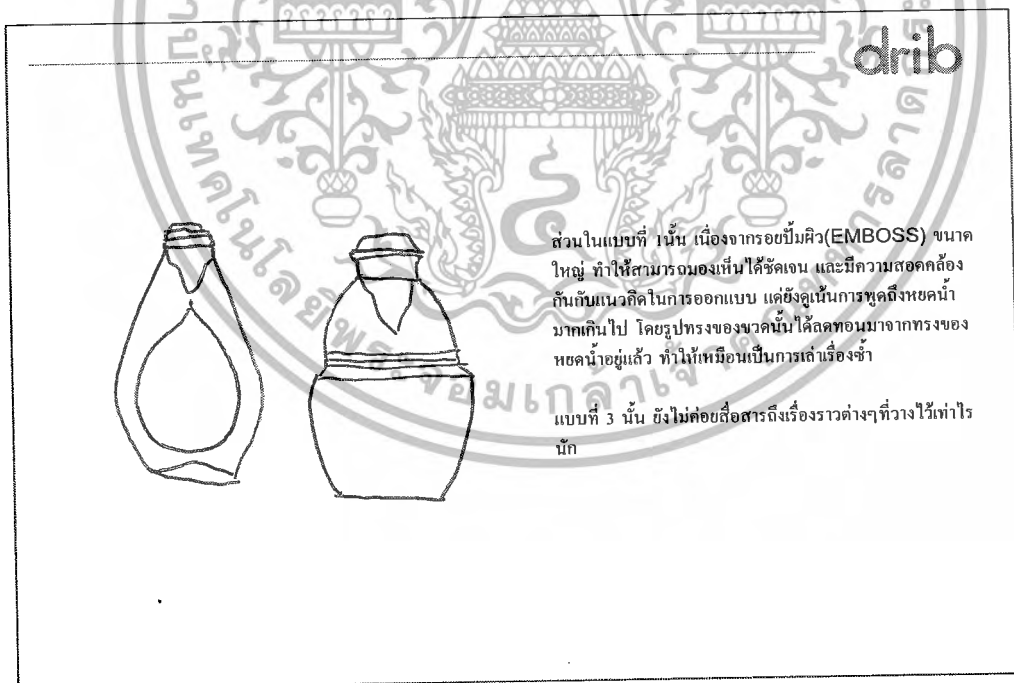 drib
ส่วนในแบบที่ 1นั้น เนื่องจากรอยปั๊มผิว(EMBOSS) ขนาด
ใหญ่ ทำให้สามารถมองเห็นได้ชัดเจน และมีความสอดคล้อง
กันกับแนวกิดในการออกแบบ แต่ยังดูเน้นการพูดถึงหยดน้ำ
มากเกินไป โดยรูปทรงของขวดนั้นได้ลดทอนมาจากทรงของ
หยดน้ำอยู่แล้ว ทำให้เหมือนเป็นการเล่าเรื่องซ้ำ
แบบที่ 3 นั้น ยังไม่ค่อยสื่อสารถึงเรื่องราวต่างๆที่วางไว้เท่าไร
นัก